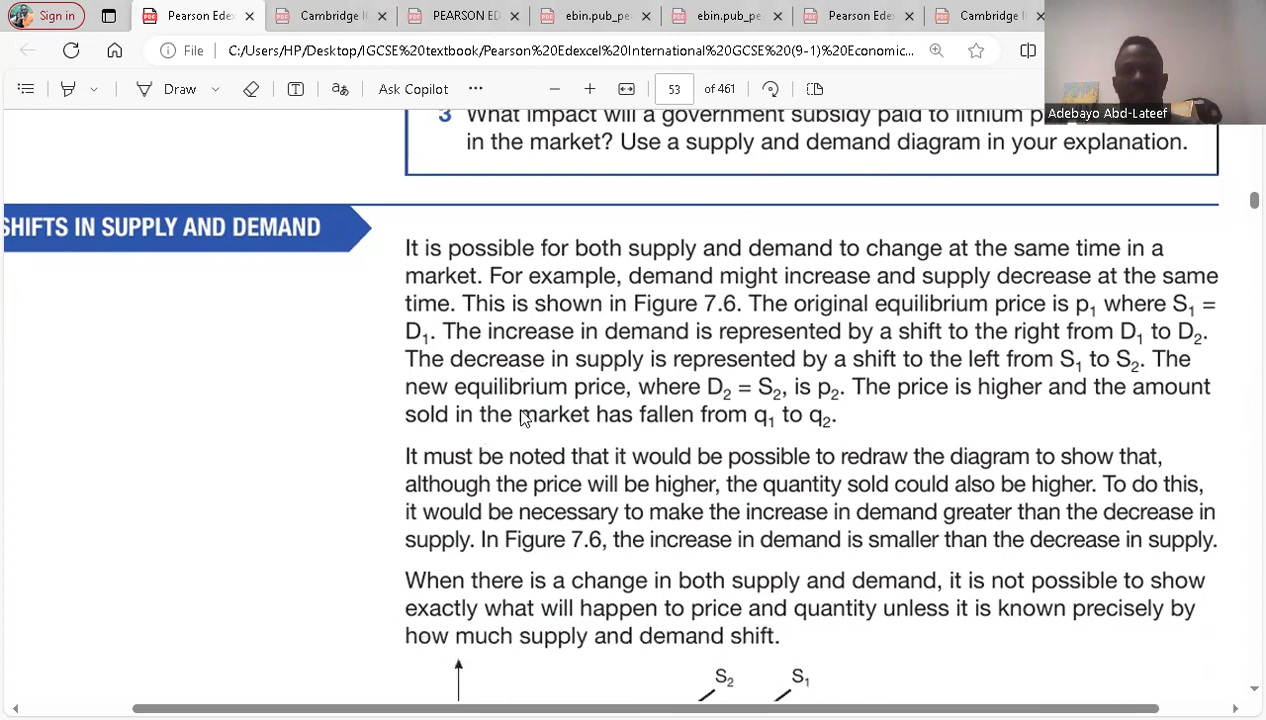 Sign in
Pearson Edex
Cambridge I
PEARSON ED
ebin.pub_pe
ebin.pub_pe
Pearson Edex
Cambridge I
File
C:/Users/HP/Desktop/IGCSE%20textbook/Pearson%20Edexcel%20International%20GCSE%20(9-1)%20Economic...
Draw
Ask Copilot
53
of 461
Adebayo Abd-Lateef
3 What impact will a government subsidy paid to lithium p
in the market? Use a supply and demand diagram in your explanation.
SHIFTS IN SUPPLY AND DEMAND
It is possible for both supply and demand to change at the same time in a
market. For example, demand might increase and supply decrease at the same
time. This is shown in Figure 7.6. The original equilibrium price is p₁ where S₁ =
D₁. The increase in demand is represented by a shift to the right from D₁ to D₂.
The decrease in supply is represented by a shift to the left from S₁ to S₂. The
new equilibrium price, where D₂ = S₂, is p₂. The price is higher and the amount
sold in the market has fallen from q₁ to q₂.
It must be noted that it would be possible to redraw the diagram to show that,
although the price will be higher, the quantity sold could also be higher. To do this,
it would be necessary to make the increase in demand greater than the decrease in
supply. In Figure 7.6, the increase in demand is smaller than the decrease in supply.
When there is a change in both supply and demand, it is not possible to show
exactly what will happen to price and quantity unless it is known precisely by
how much supply and demand shift.
S₂ S₁